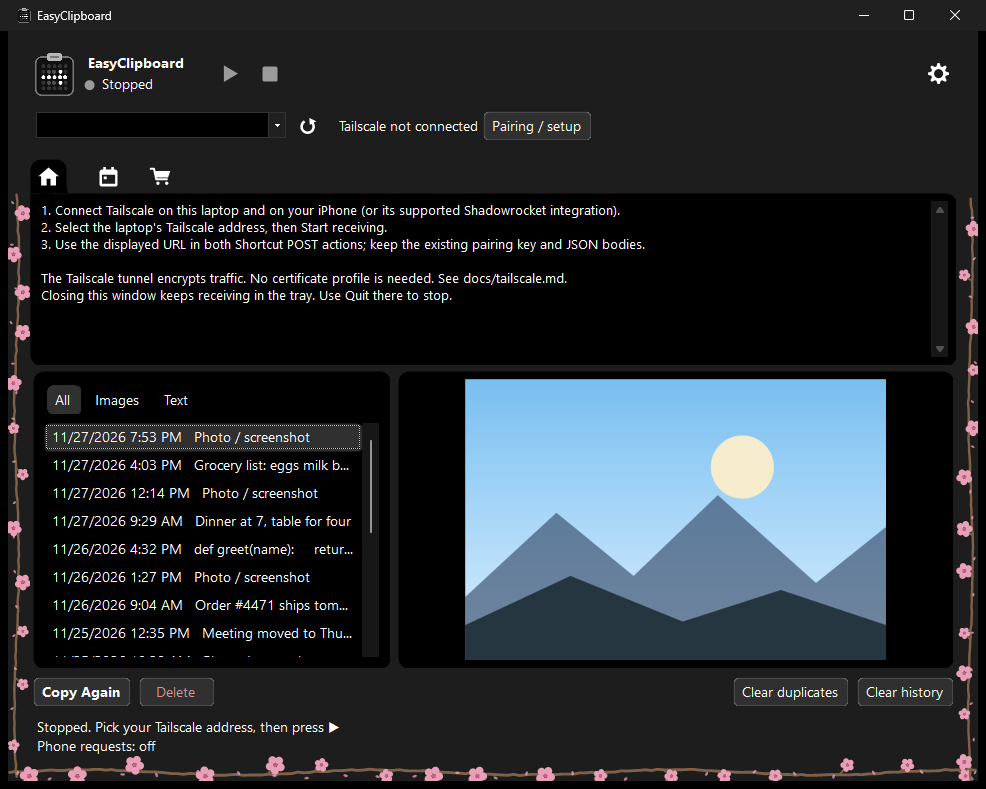 EasyClipboard
EasyClipboard
Stopped
Tailscale not connected
Pairing / setup
1. Connect Tailscale on this laptop and on your iPhone (or its supported Shadowrocket integration).
2. Select the laptop's Tailscale address, then Start receiving.
3. Use the displayed URL in both Shortcut POST actions; keep the existing pairing key and JSON bodies.
The Tailscale tunnel encrypts traffic. No certificate profile is needed. See docs/tailscale.md.
Closing this window keeps receiving in the tray. Use Quit there to stop.
All Images Text
11/27/2026 7:53 PM Photo / screenshot
11/27/2026 4:03 PM Grocery list: eggs milk b...
11/27/2026 12:14 PM Photo / screenshot
11/27/2026 9:29 AM Dinner at 7, table for four
11/26/2026 4:32 PM def greet(name): retur...
11/26/2026 1:27 PM Photo / screenshot
11/26/2026 9:04 AM Order #4471 ships tom...
11/25/2026 12:35 PM Meeting moved to Thu...
Copy Again Delete Clear duplicates Clear history
Stopped. Pick your Tailscale address, then press ▶
Phone requests: off